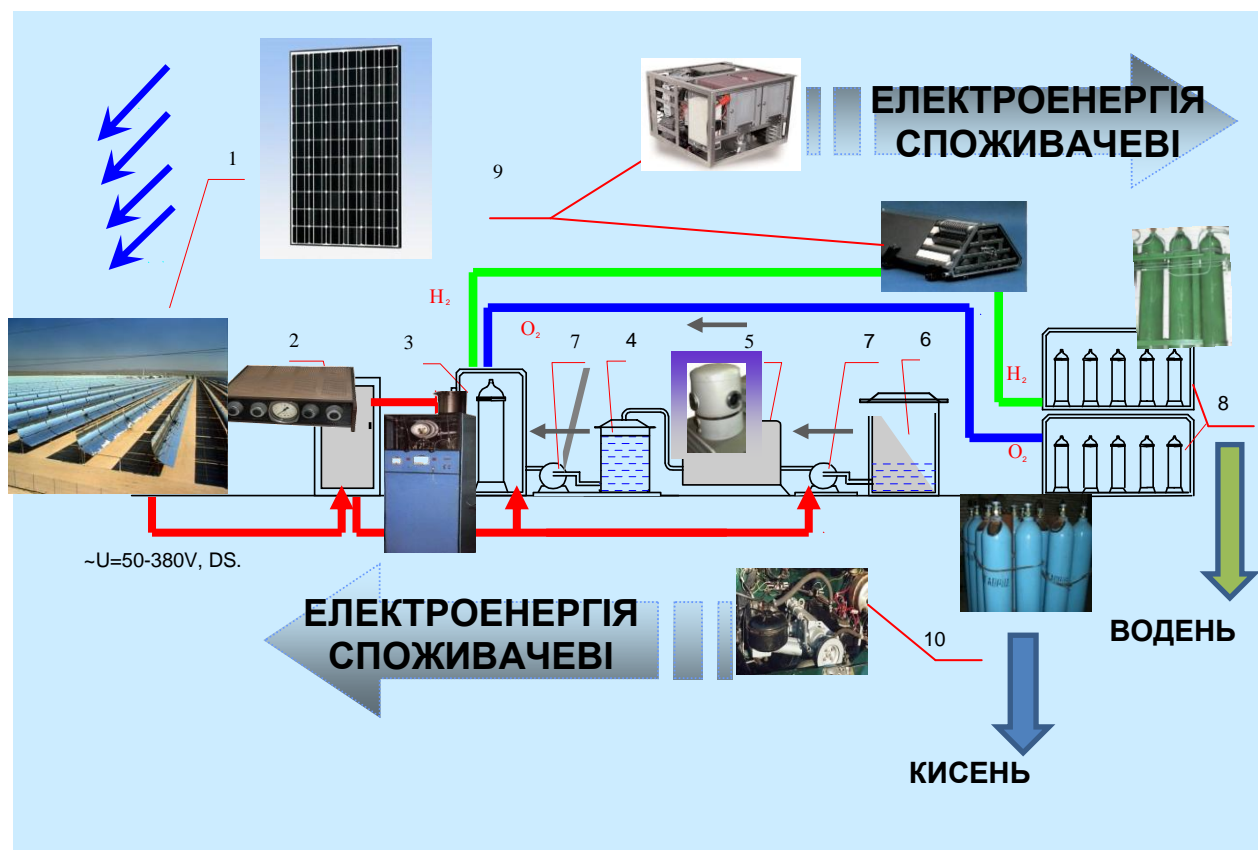 ЕЛЕКТРОЕНЕРГІЯ
СПОЖИВАЧЕВІ
1
9
H₂
O₂
2
3
7
4
5
7
6
H₂
O₂
8
~U=50-380V, DS.
ЕЛЕКТРОЕНЕРГІЯ
СПОЖИВАЧЕВІ
10
ВОДЕНЬ
КИСЕНЬ